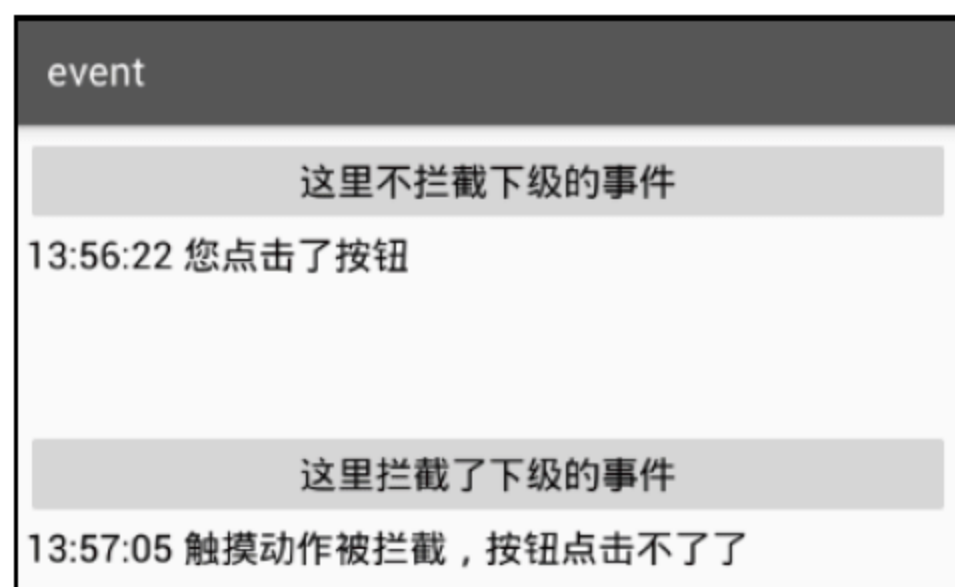 event
这里不拦截下级的事件
13:56:22 您点击了按钮
这里拦截了下级的事件
13:57:05 触摸动作被拦截，按钮点击不了了